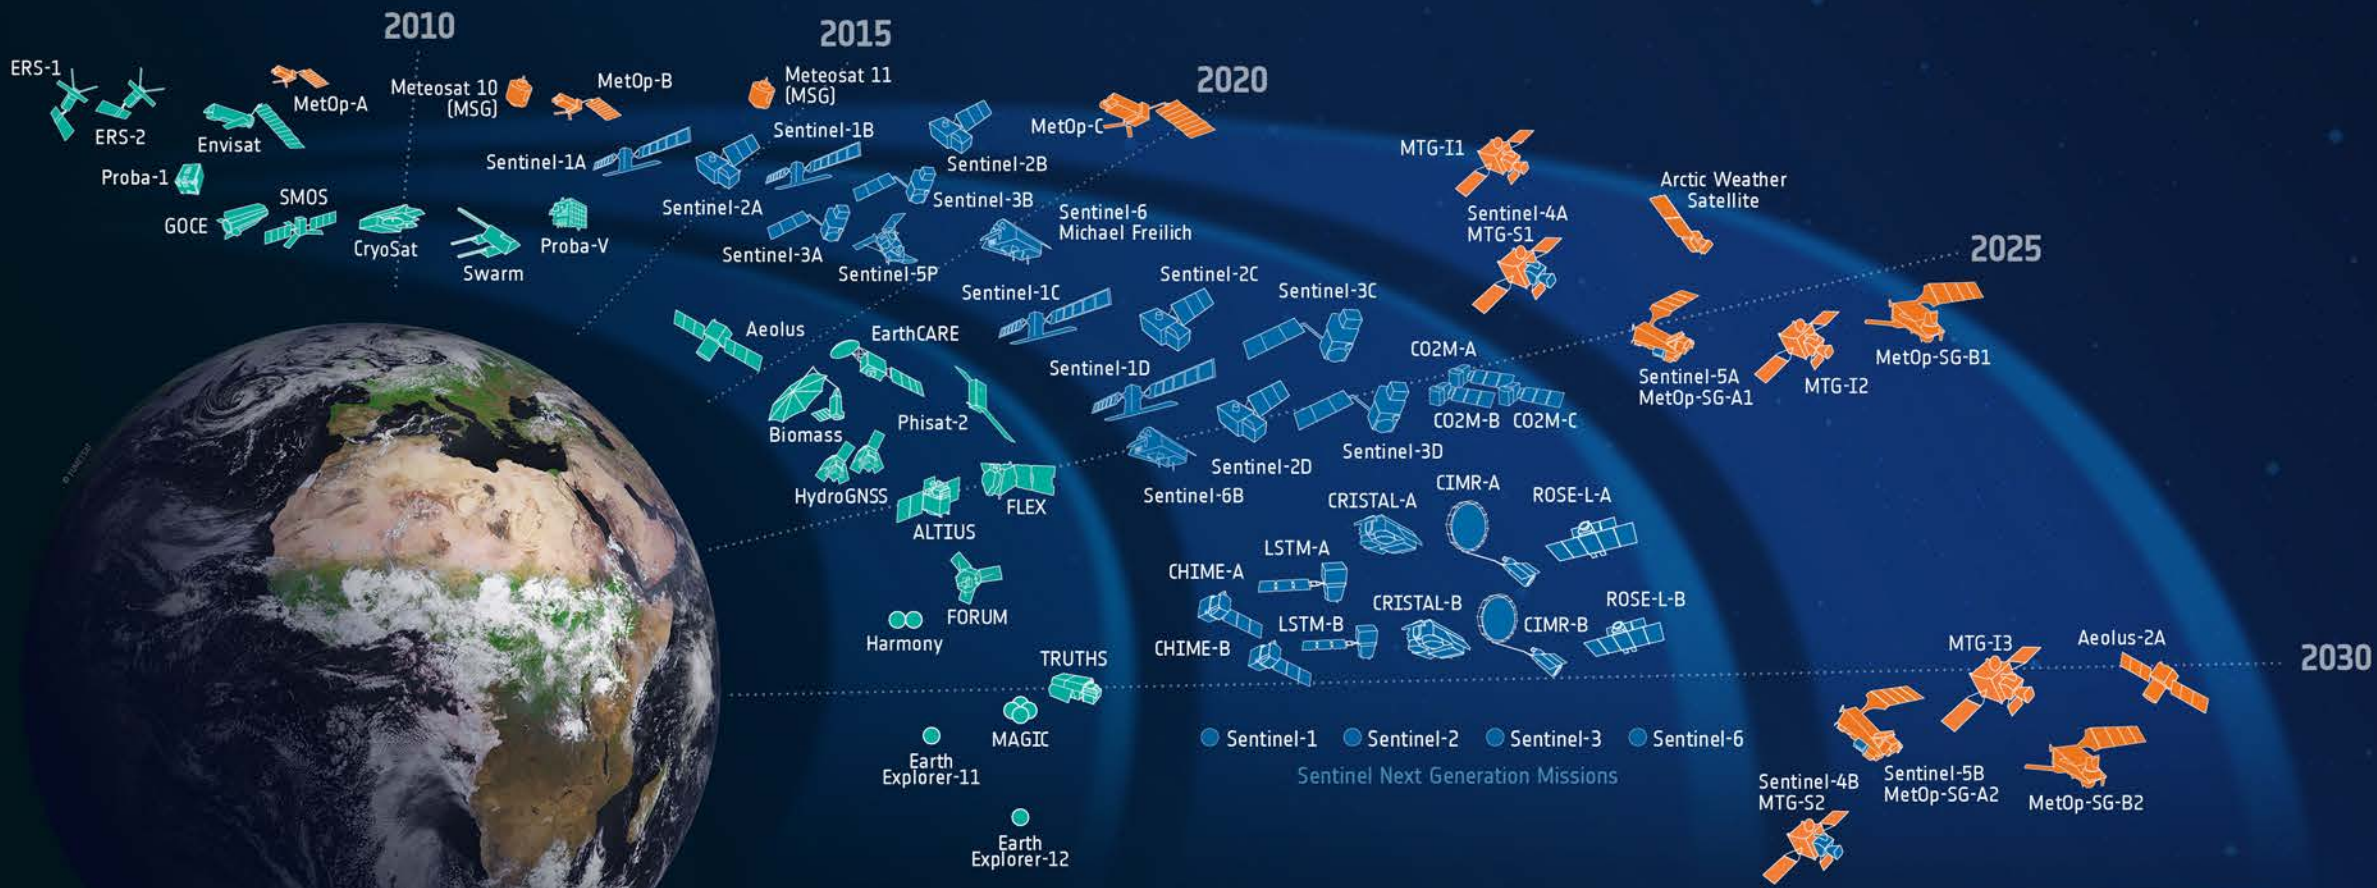 2010
2015
2020
2025
2030
ERS-1
ERS-2
MetOp-A
Envisat
Proba-1
GOCE
SMOS
Meteosat 10
(MSG)
MetOp-B
Meteosat 11
(MSG)
MetOp-C
CryoSat
Swarm
Proba-V
Sentinel-1A
Sentinel-2A
Sentinel-1B
Sentinel-2B
Sentinel-3A
Sentinel-3B
Sentinel-5P
Sentinel-6
Michael Freilich
MTG-I1
Sentinel-4A
MTG-S1
Arctic Weather
Satellite
Aeolus
EarthCARE
Biomass
Phisat-2
HydroGNSS
ALTIUS
FLEX
Sentinel-1C
Sentinel-2C
Sentinel-3C
Sentinel-1D
Sentinel-2D
Sentinel-3D
Sentinel-6B
CO2M-A
CO2M-B
CO2M-C
Sentinel-5A
MetOp-SG-A1
MTG-I2
MetOp-SG-B1
FORUM
Harmony
TRUTHS
MAGIC
Earth
Explorer-11
Earth
Explorer-12
CHIME-A
LSTM-A
CRISTAL-A
CIMR-A
ROSE-L-A
CHIME-B
LSTM-B
CRISTAL-B
CIMR-B
ROSE-L-B
Sentinel-1
Sentinel-2
Sentinel-3
Sentinel-6
Sentinel Next Generation Missions
MTG-I3
Aeolus-2A
Sentinel-4B
MTG-S2
Sentinel-5B
MetOp-SG-A2
MetOp-SG-B2
© EUMETSAT